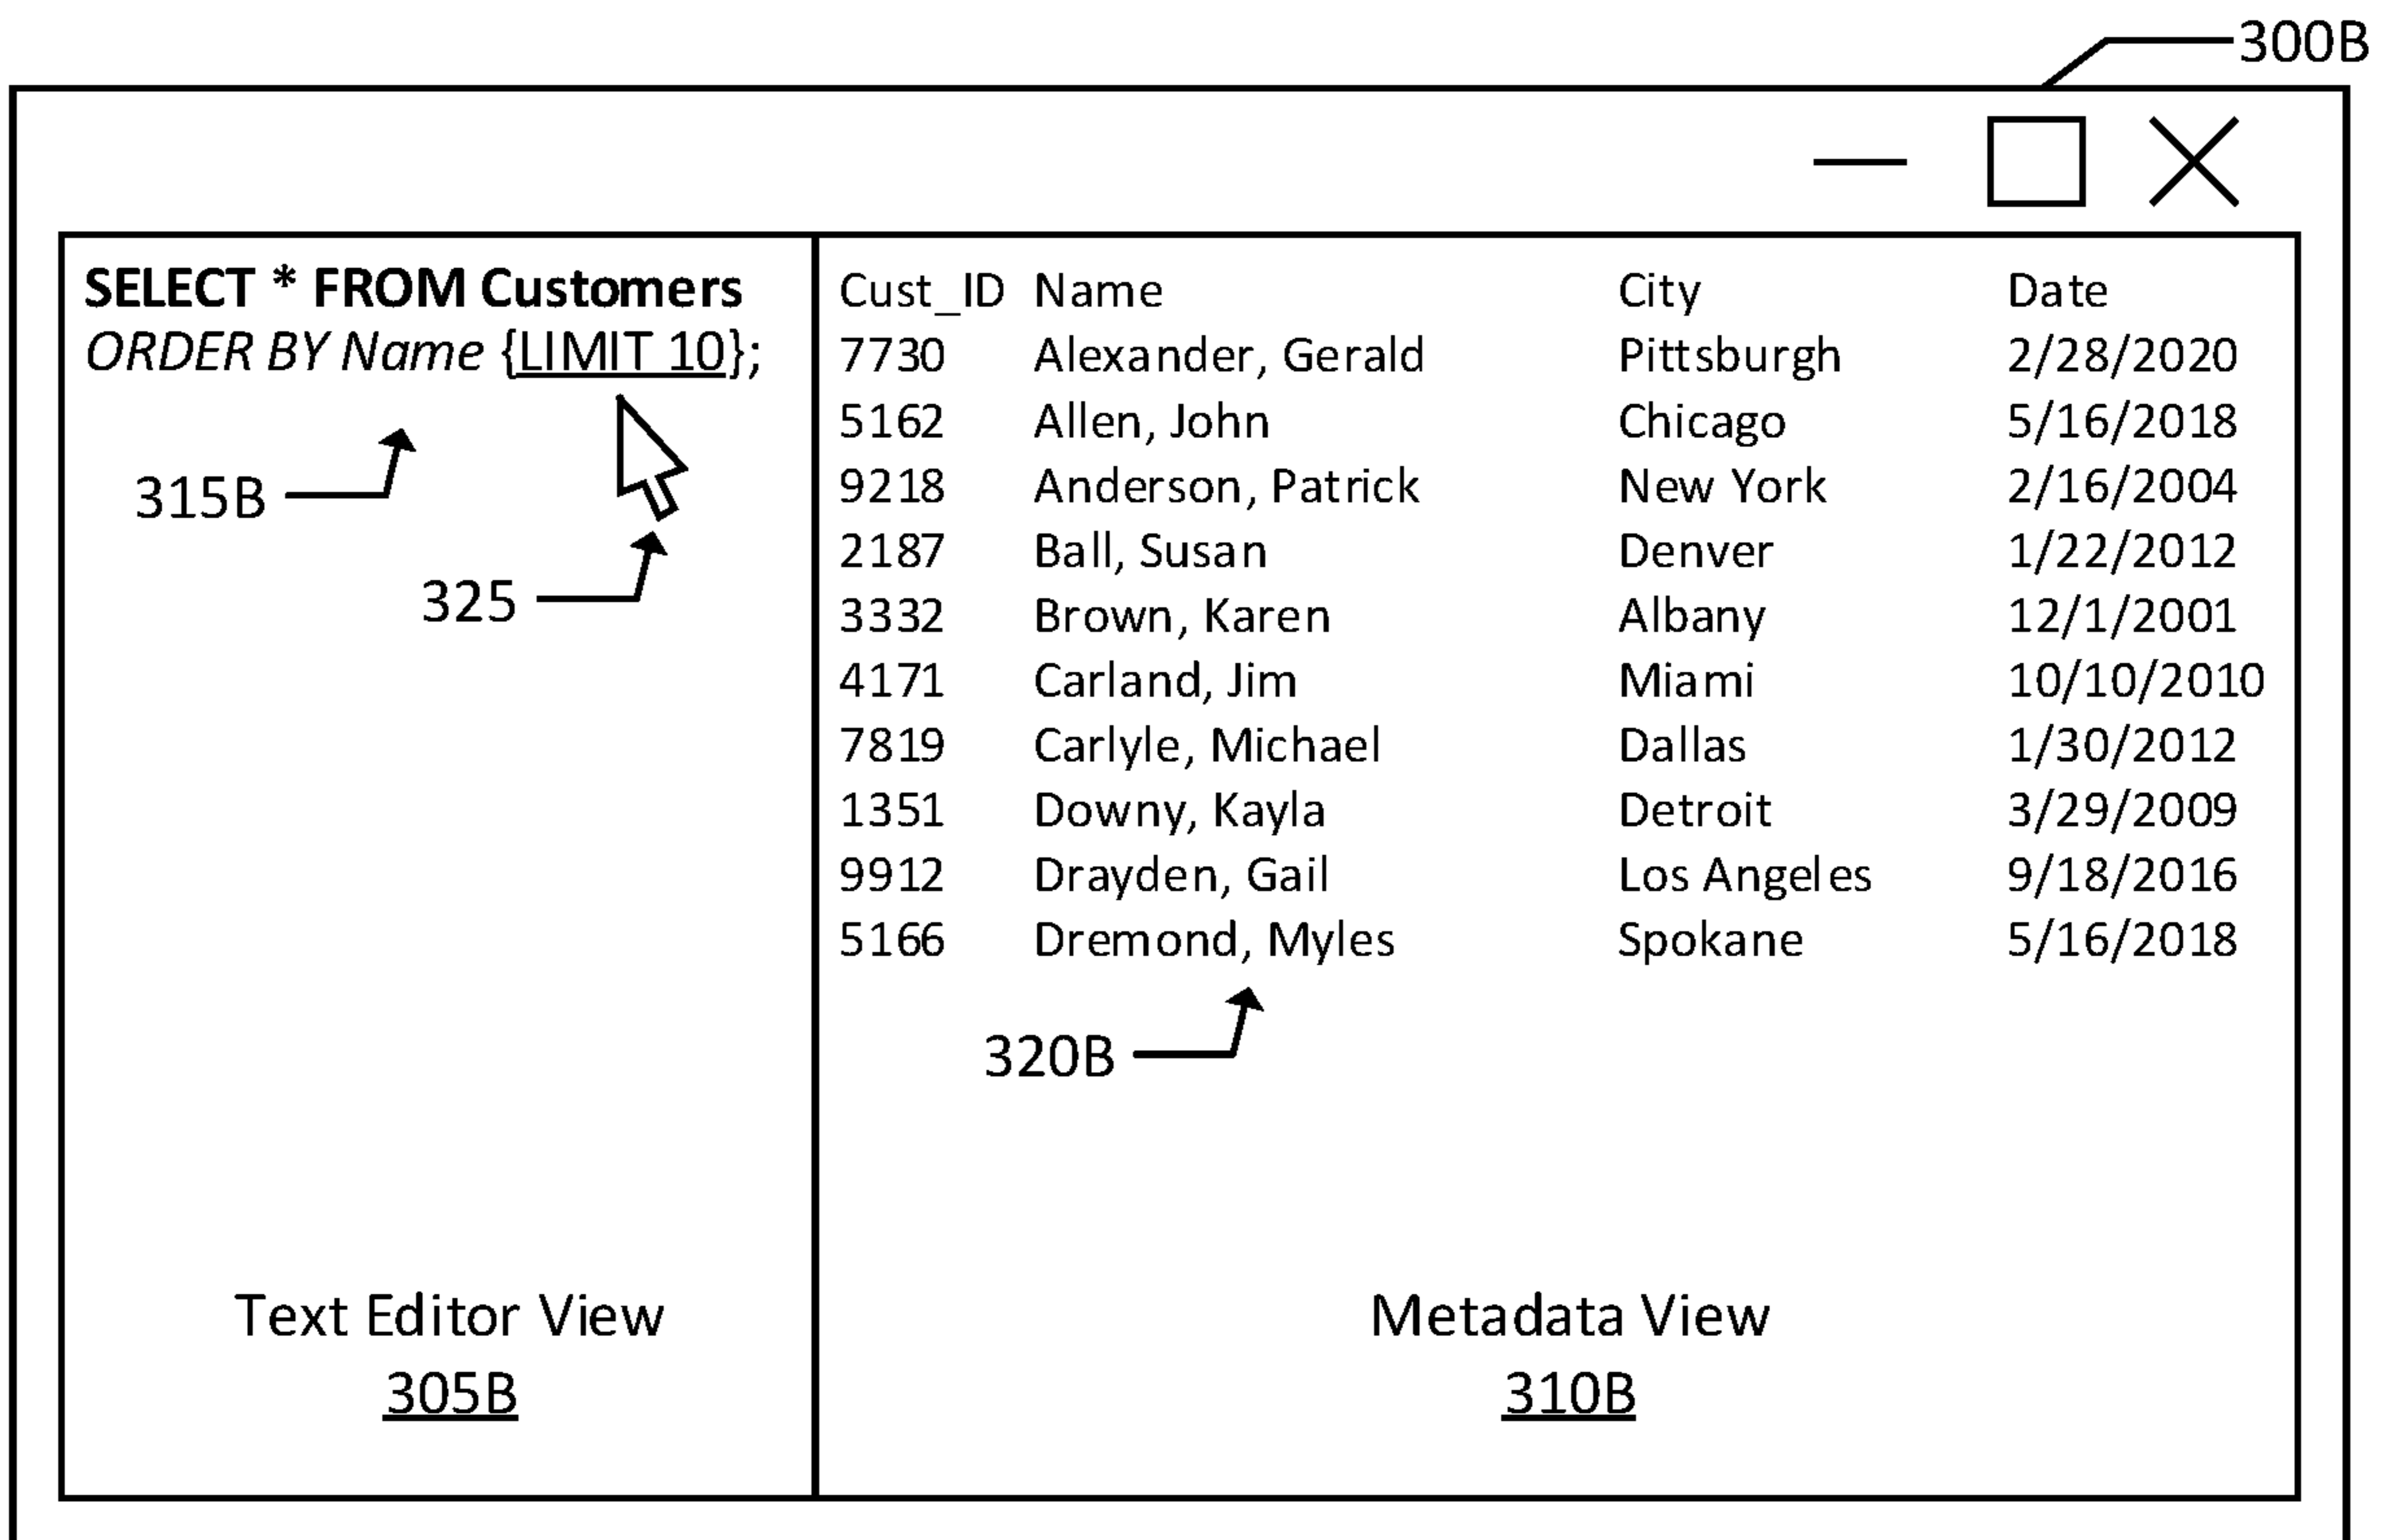 300B
SELECT * FROM Customers
ORDER BY Name {LIMIT 10};
315B
325
Cust_ID Name City Date
7730 Alexander, Gerald Pittsburgh 2/28/2020
5162 Allen, John Chicago 5/16/2018
9218 Anderson, Patrick New York 2/16/2004
2187 Ball, Susan Denver 1/22/2012
3332 Brown, Karen Albany 12/1/2001
4171 Carland, Jim Miami 10/10/2010
7819 Carlyle, Michael Dallas 1/30/2012
1351 Downy, Kayla Detroit 3/29/2009
9912 Drayden, Gail Los Angeles 9/18/2016
5166 Dremond, Myles Spokane 5/16/2018
320B
Text Editor View
305B
Metadata View
310B